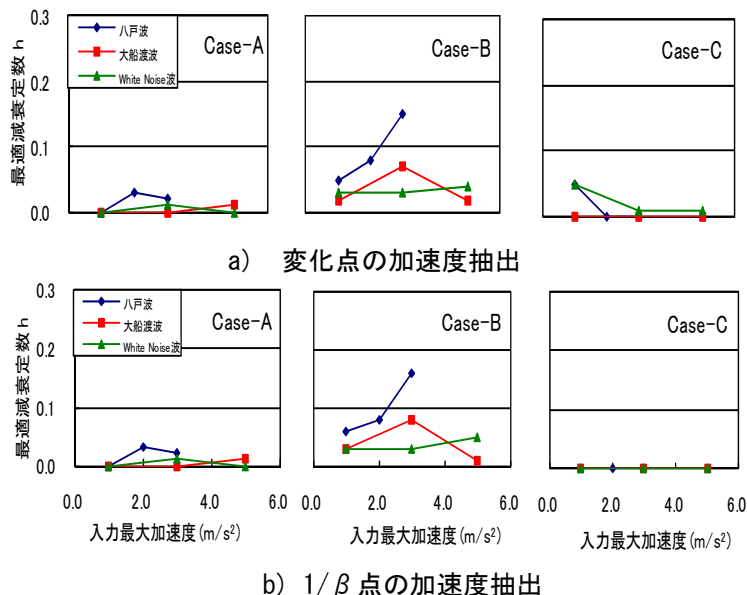 最適減衰定数 h
0.3
0.2
0.1
0.0
八戸波
大船渡波
White Noise波
Case-A
Case-B
Case-C
a) 変化点の加速度抽出
最適減衰定数 h
0.3
0.2
0.1
0.0
八戸波
大船渡波
White Noise波
Case-A
Case-B
Case-C
0.0 2.0 4.0 6.0
0.0 2.0 4.0 6.0
0.0 2.0 4.0 6.0
入力最大加速度(m/s²)
入力最大加速度(m/s²)
入力最大加速度(m/s²)
b) 1/β点の加速度抽出